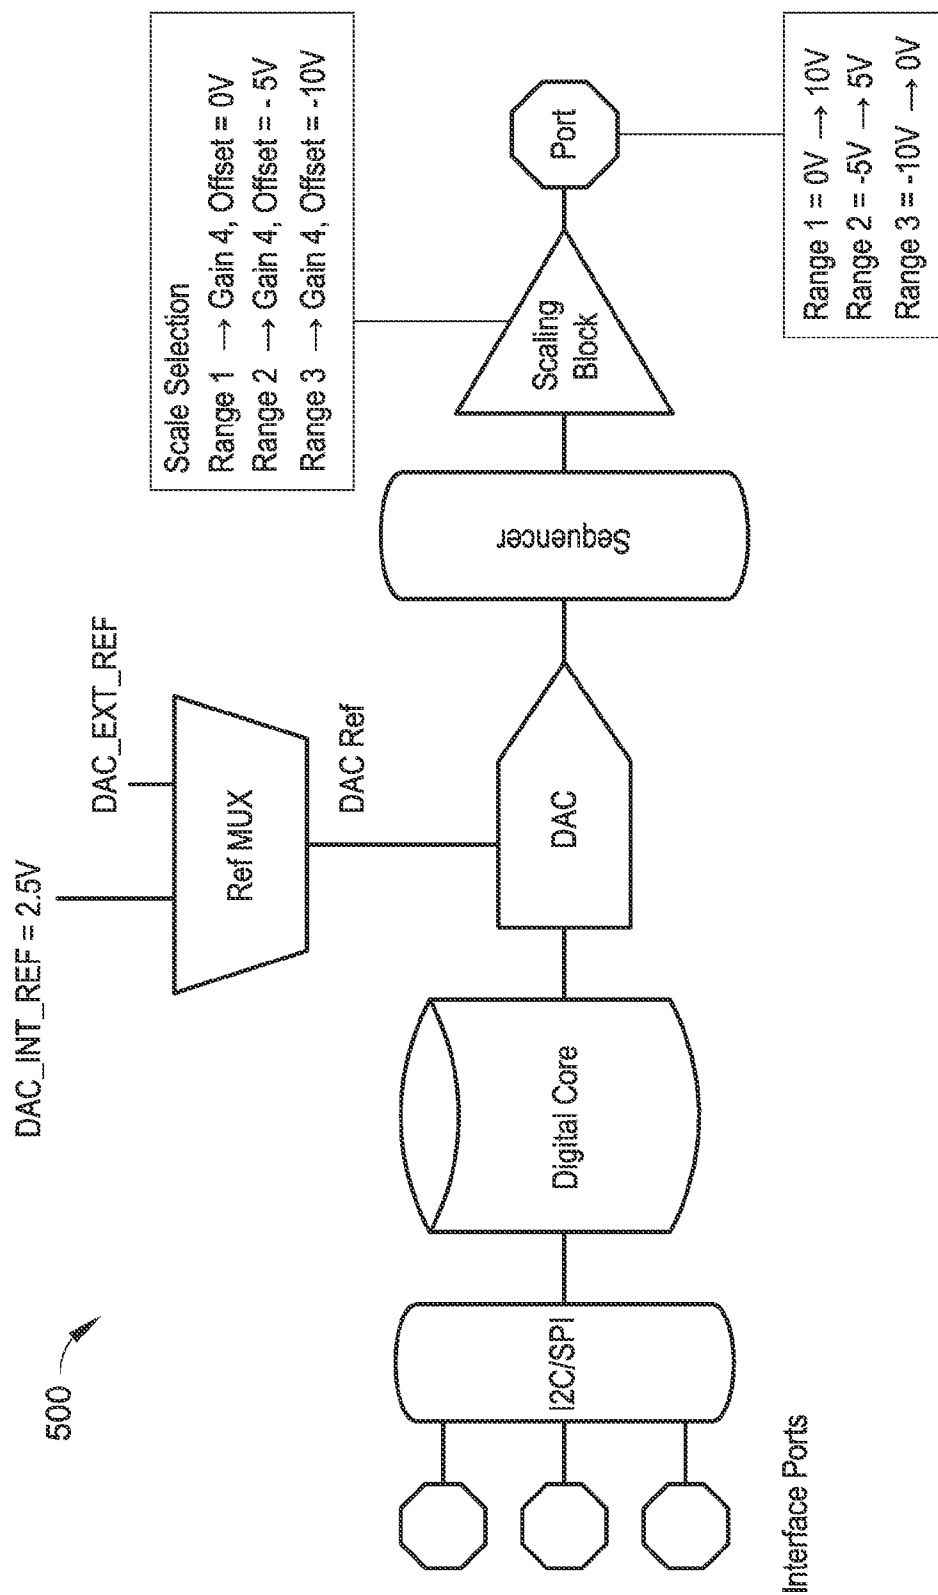 500
DAC_INT_REF = 2.5V
DAC_EXT_REF
Ref MUX
DAC Ref
Scale Selection
Range 1 → Gain 4, Offset = 0V
Range 2 → Gain 4, Offset = - 5V
Range 3 → Gain 4, Offset = -10V
I2C/SPI
Digital Core
DAC
Sequencer
Scaling
Block
Port
Interface Ports
Range 1 = 0V → 10V
Range 2 = -5V → 5V
Range 3 = -10V → 0V